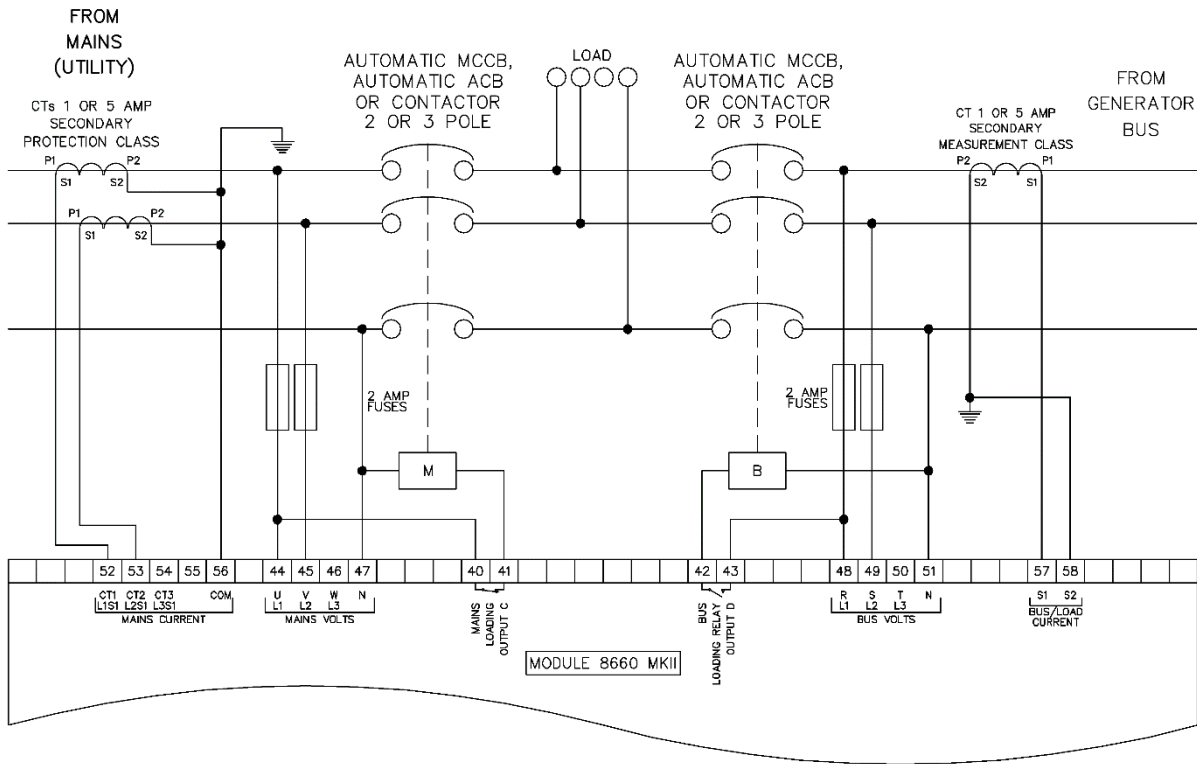 FROM
MAINS
(UTILITY)
CTs 1 OR 5 AMP
SECONDARY
PROTECTION CLASS
P1
P2
S1
S2
P1
P2
S1
S2
AUTOMATIC MCCB,
AUTOMATIC ACB
OR CONTACTOR
2 OR 3 POLE
LOAD
AUTOMATIC MCCB,
AUTOMATIC ACB
OR CONTACTOR
2 OR 3 POLE
CT 1 OR 5 AMP
SECONDARY
MEASUREMENT CLASS
P2
P1
S2
S1
FROM
GENERATOR
BUS
2 AMP
FUSES
2 AMP
FUSES
M
B
52 53 54 55 56 44 45 46 47 40 41 42 43 48 49 50 51 57 58
CT1 CT2 CT3 COM
L1S1 L2S1 L3S1
MAINS CURRENT
U V W N
L1 L2 L3
MAINS VOLTS
MAINS
LOADING
OUTPUT C
BUS
LOADING RELAY
OUTPUT D
R S T N
L1 L2 L3
BUS VOLTS
S1 S2
BUS/LOAD
CURRENT
MODULE 8660 MKII